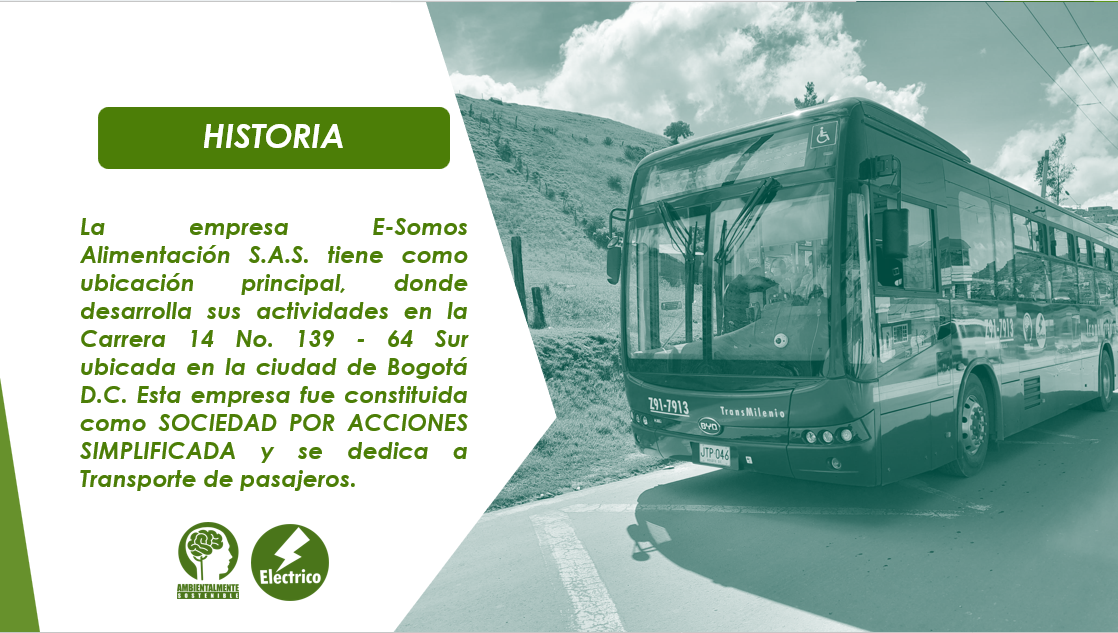 HISTORIA
La empresa E-Somos
Alimentación S.A.S. tiene como
ubicación principal, donde
desarrolla sus actividades en la
Carrera 14 No. 139 - 64 Sur
ubicada en la ciudad de Bogotá
D.C. Esta empresa fue constituida
como SOCIEDAD POR ACCIONES
SIMPLIFICADA y se dedica a
Transporte de pasajeros.
AMBIENTALMENTE
SOSTENIBLE
Electrico
Z91-7913
TransMilenio
BYD
JTP 046
Z91-7913